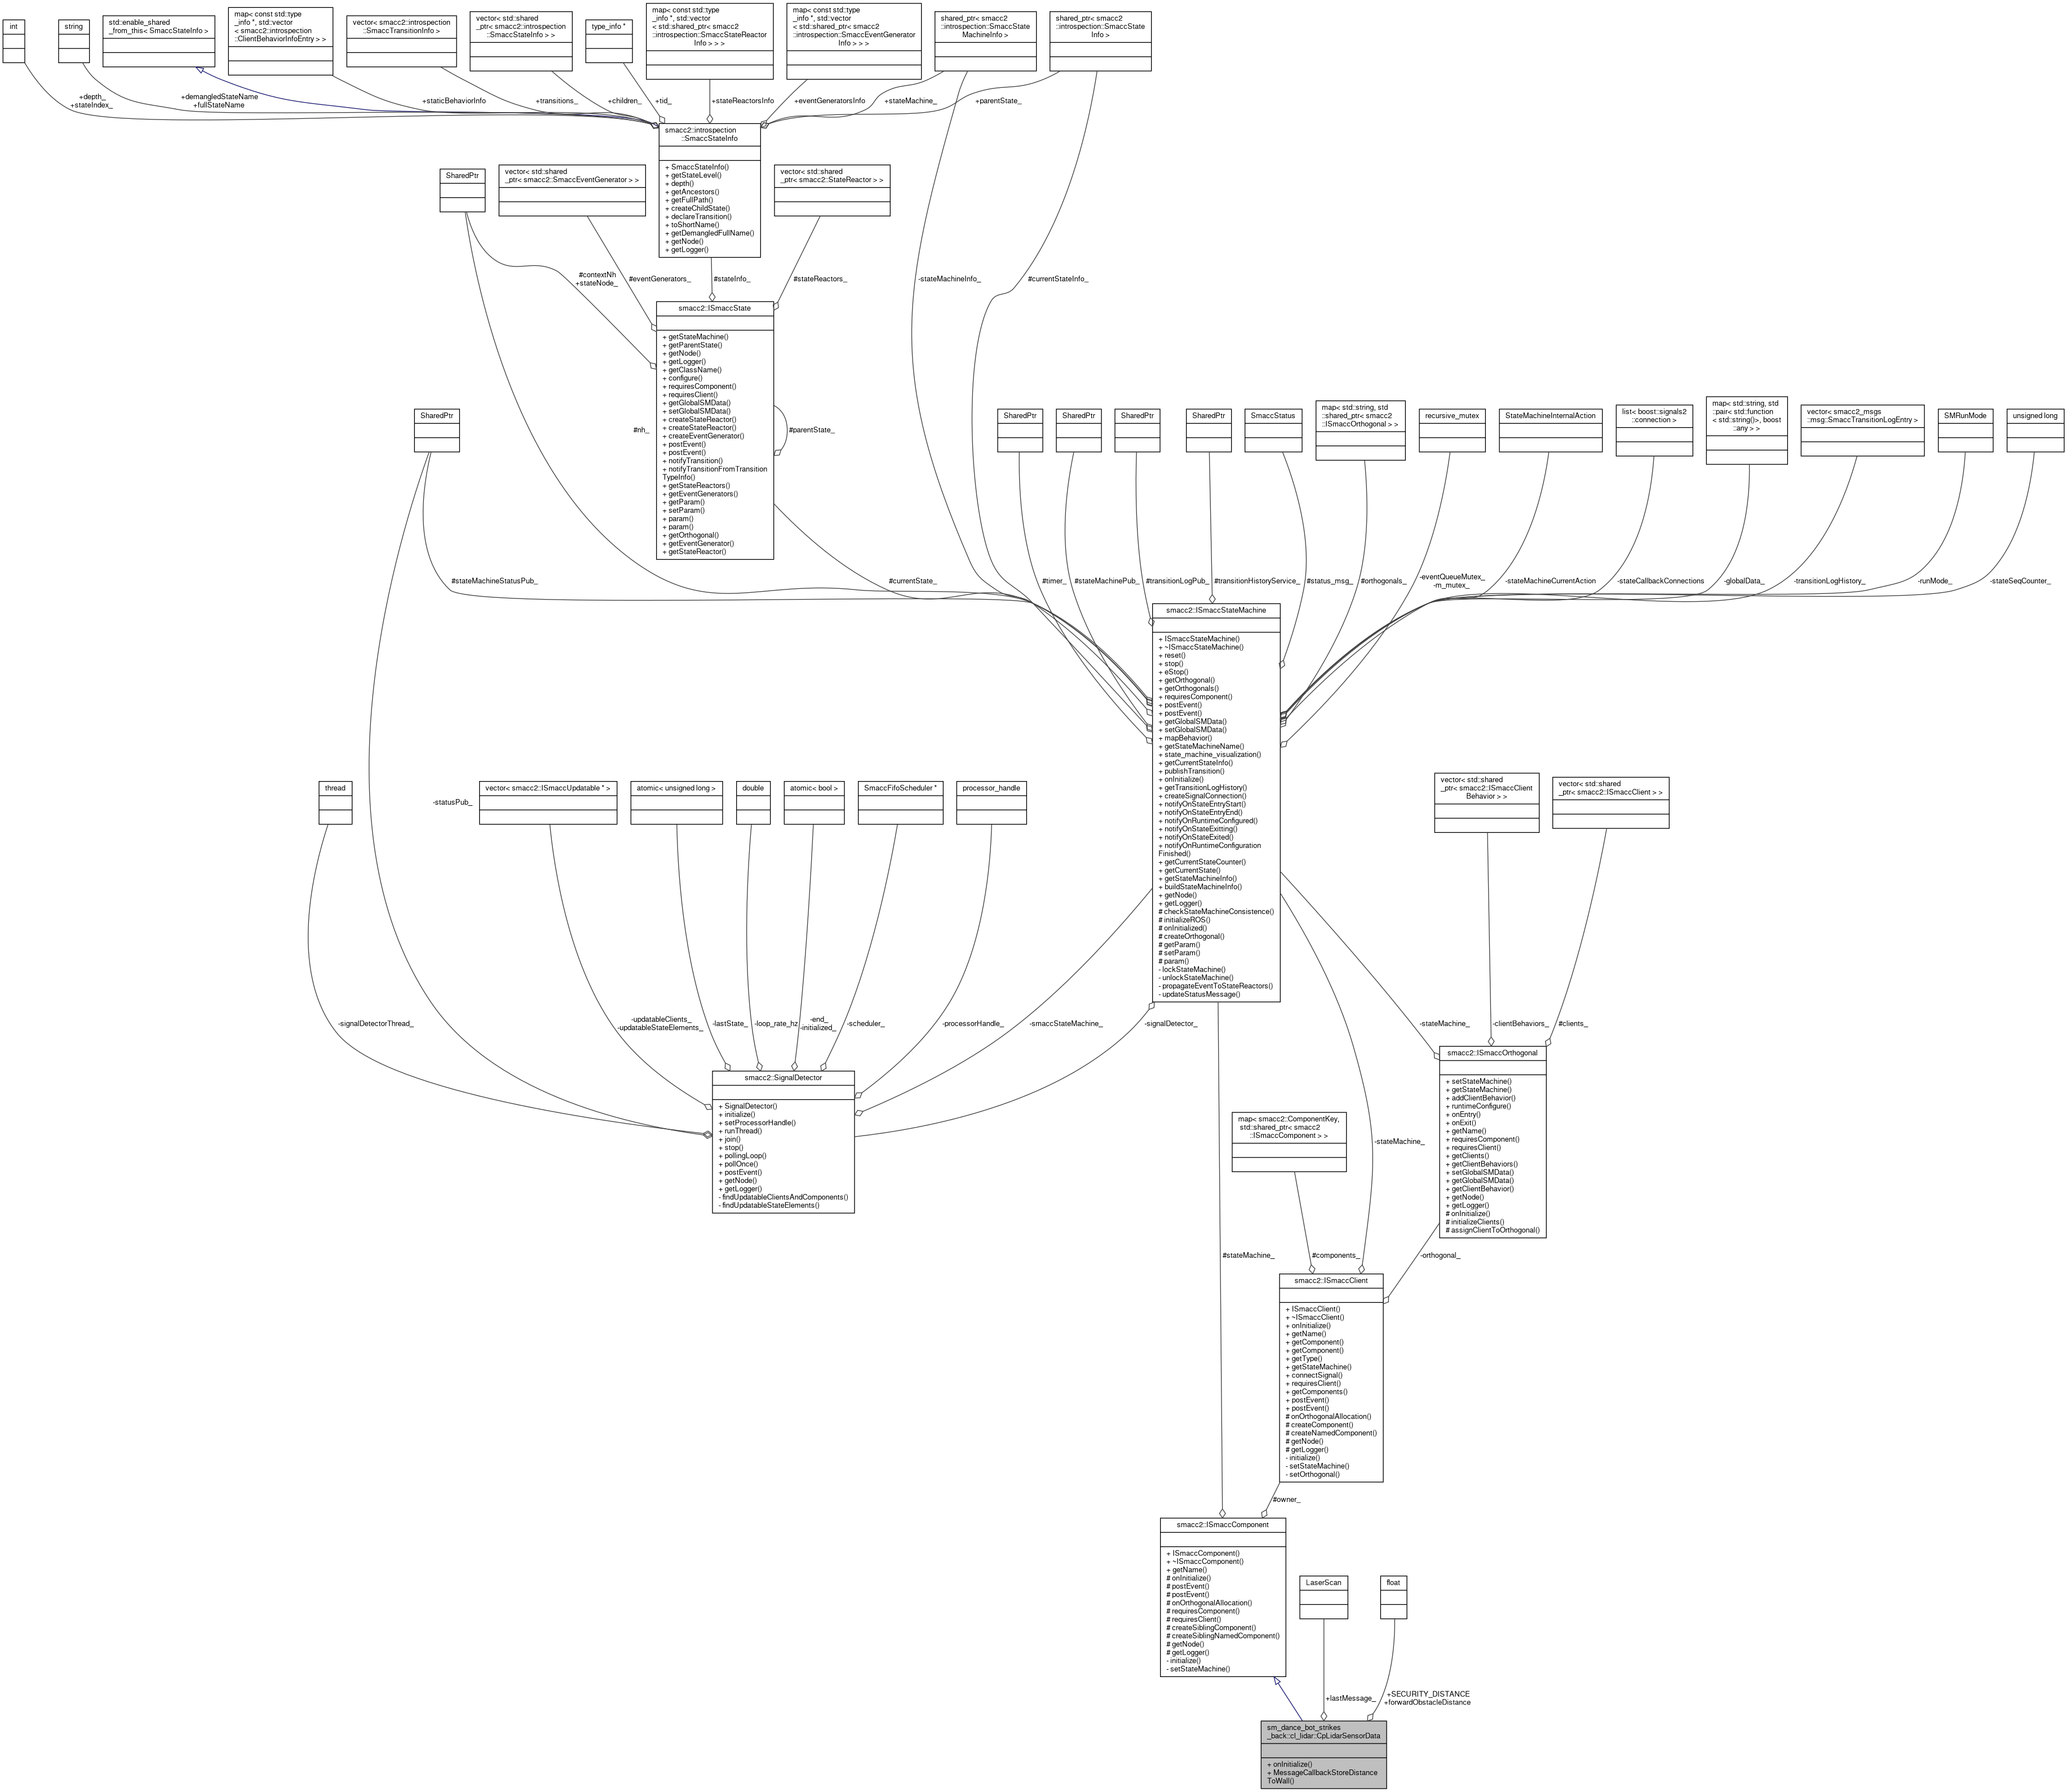 int
string
std::enable_shared
_from_this< SmaccStateInfo >
map< const std::type
_info *, std::vector
< smacc2::introspection
::ClientBehaviorInfoEntry > >
vector< smacc2::introspection
::SmaccTransitionInfo >
vector< std::shared
_ptr< smacc2::introspection
::SmaccStateInfo > >
type_info *
map< const std::type
_info *, std::vector
< std::shared_ptr< smacc2
::introspection::SmaccStateReactor
Info > > >
map< const std::type
_info *, std::vector
< std::shared_ptr< smacc2
::introspection::SmaccEventGenerator
Info > > >
shared_ptr< smacc2
::introspection::SmaccState
MachineInfo >
shared_ptr< smacc2
::introspection::SmaccState
Info >
+depth_
+stateIndex_
+demangledStateName
+fullStateName
+staticBehaviorInfo
+transitions_
+children_
+tid_
+stateReactorsInfo
+eventGeneratorsInfo
+stateMachine_
+parentState_
smacc2::introspection
::SmaccStateInfo
+ SmaccStateInfo()
+ getStateLevel()
+ depth()
+ getAncestors()
+ getFullPath()
+ createChildState()
+ declareTransition()
+ toShortName()
+ getDemangledFullName()
+ getNode()
+ getLogger()
SharedPtr
vector< std::shared
_ptr< smacc2::SmaccEventGenerator > >
vector< std::shared
_ptr< smacc2::StateReactor > >
#contextNh
+stateNode_
#eventGenerators_
#stateInfo_
#stateReactors_
-stateMachineInfo_
#currentStateInfo_
smacc2::ISmaccState
+ getStateMachine()
+ getParentState()
+ getNode()
+ getLogger()
+ getClassName()
+ configure()
+ requiresComponent()
+ requiresClient()
+ getGlobalSMData()
+ setGlobalSMData()
+ createStateReactor()
+ createStateReactor()
+ createEventGenerator()
+ postEvent()
+ postEvent()
+ notifyTransition()
+ notifyTransitionFromTransition
TypeInfo()
+ getStateReactors()
+ getEventGenerators()
+ getParam()
+ setParam()
+ param()
+ param()
+ getOrthogonal()
+ getEventGenerator()
+ getStateReactor()
#parentState_
#nh_
SharedPtr
SharedPtr
SharedPtr
SharedPtr
SharedPtr
SmaccStatus
map< std::string, std
::shared_ptr< smacc2
::ISmaccOrthogonal > >
recursive_mutex
StateMachineInternalAction
list< boost::signals2
::connection >
map< std::string, std
::pair< std::function
< std::string()>, boost
::any > >
vector< smacc2_msgs
::msg::SmaccTransitionLogEntry >
SMRunMode
unsigned long
#stateMachineStatusPub_
#currentState_
#timer_
#stateMachinePub_
#transitionLogPub_
#transitionHistoryService_
#status_msg_
#orthogonals_
-eventQueueMutex_
-m_mutex_
-stateMachineCurrentAction
-stateCallbackConnections
-globalData_
-transitionLogHistory_
-runMode_
-stateSeqCounter_
smacc2::ISmaccStateMachine
+ ISmaccStateMachine()
+ ~ISmaccStateMachine()
+ reset()
+ stop()
+ eStop()
+ getOrthogonal()
+ getOrthogonals()
+ requiresComponent()
+ postEvent()
+ postEvent()
+ getGlobalSMData()
+ setGlobalSMData()
+ mapBehavior()
+ getStateMachineName()
+ state_machine_visualization()
+ getCurrentStateInfo()
+ publishTransition()
+ onInitialize()
+ getTransitionLogHistory()
+ createSignalConnection()
+ notifyOnStateEntryStart()
+ notifyOnStateEntryEnd()
+ notifyOnRuntimeConfigured()
+ notifyOnStateExitting()
+ notifyOnStateExited()
+ notifyOnRuntimeConfiguration
Finished()
+ getCurrentStateCounter()
+ getCurrentState()
+ getStateMachineInfo()
+ buildStateMachineInfo()
+ getNode()
+ getLogger()
# checkStateMachineConsistence()
# initializeROS()
# onInitialized()
# createOrthogonal()
# getParam()
# setParam()
# param()
- lockStateMachine()
- unlockStateMachine()
- propagateEventToStateReactors()
- updateStatusMessage()
thread
-statusPub_
vector< smacc2::ISmaccUpdatable * >
atomic< unsigned long >
double
atomic< bool >
SmaccFifoScheduler *
processor_handle
vector< std::shared
_ptr< smacc2::ISmaccClient
Behavior > >
vector< std::shared
_ptr< smacc2::ISmaccClient > >
-signalDetectorThread_
-updatableClients_
-updatableStateElements_
-lastState_
-loop_rate_hz
-end_
-initialized_
-scheduler_
-processorHandle_
-smaccStateMachine_
-signalDetector_
-stateMachine_
-clientBehaviors_
#clients_
smacc2::SignalDetector
+ SignalDetector()
+ initialize()
+ setProcessorHandle()
+ runThread()
+ join()
+ stop()
+ pollingLoop()
+ pollOnce()
+ postEvent()
+ getNode()
+ getLogger()
- findUpdatableClientsAndComponents()
- findUpdatableStateElements()
smacc2::ISmaccOrthogonal
+ setStateMachine()
+ getStateMachine()
+ addClientBehavior()
+ runtimeConfigure()
+ onEntry()
+ onExit()
+ getName()
+ requiresComponent()
+ requiresClient()
+ getClients()
+ getClientBehaviors()
+ setGlobalSMData()
+ getGlobalSMData()
+ getClientBehavior()
+ getNode()
+ getLogger()
# onInitialize()
# initializeClients()
# assignClientToOrthogonal()
map< smacc2::ComponentKey,
std::shared_ptr< smacc2
::ISmaccComponent > >
-stateMachine_
#stateMachine_
#components_
-orthogonal_
smacc2::ISmaccClient
+ ISmaccClient()
+ ~ISmaccClient()
+ onInitialize()
+ getName()
+ getComponent()
+ getComponent()
+ getType()
+ getStateMachine()
+ connectSignal()
+ requiresClient()
+ getComponents()
+ postEvent()
+ postEvent()
# onOrthogonalAllocation()
# createComponent()
# createNamedComponent()
# getNode()
# getLogger()
- initialize()
- setStateMachine()
- setOrthogonal()
#owner_
smacc2::ISmaccComponent
+ ISmaccComponent()
+ ~ISmaccComponent()
+ getName()
# onInitialize()
# postEvent()
# postEvent()
# onOrthogonalAllocation()
# requiresComponent()
# requiresClient()
# createSiblingComponent()
# createSiblingNamedComponent()
# getNode()
# getLogger()
- initialize()
- setStateMachine()
LaserScan
float
+lastMessage_
+SECURITY_DISTANCE
+forwardObstacleDistance
sm_dance_bot_strikes
_back::cl_lidar::CpLidarSensorData
+ onInitialize()
+ MessageCallbackStoreDistance
ToWall()